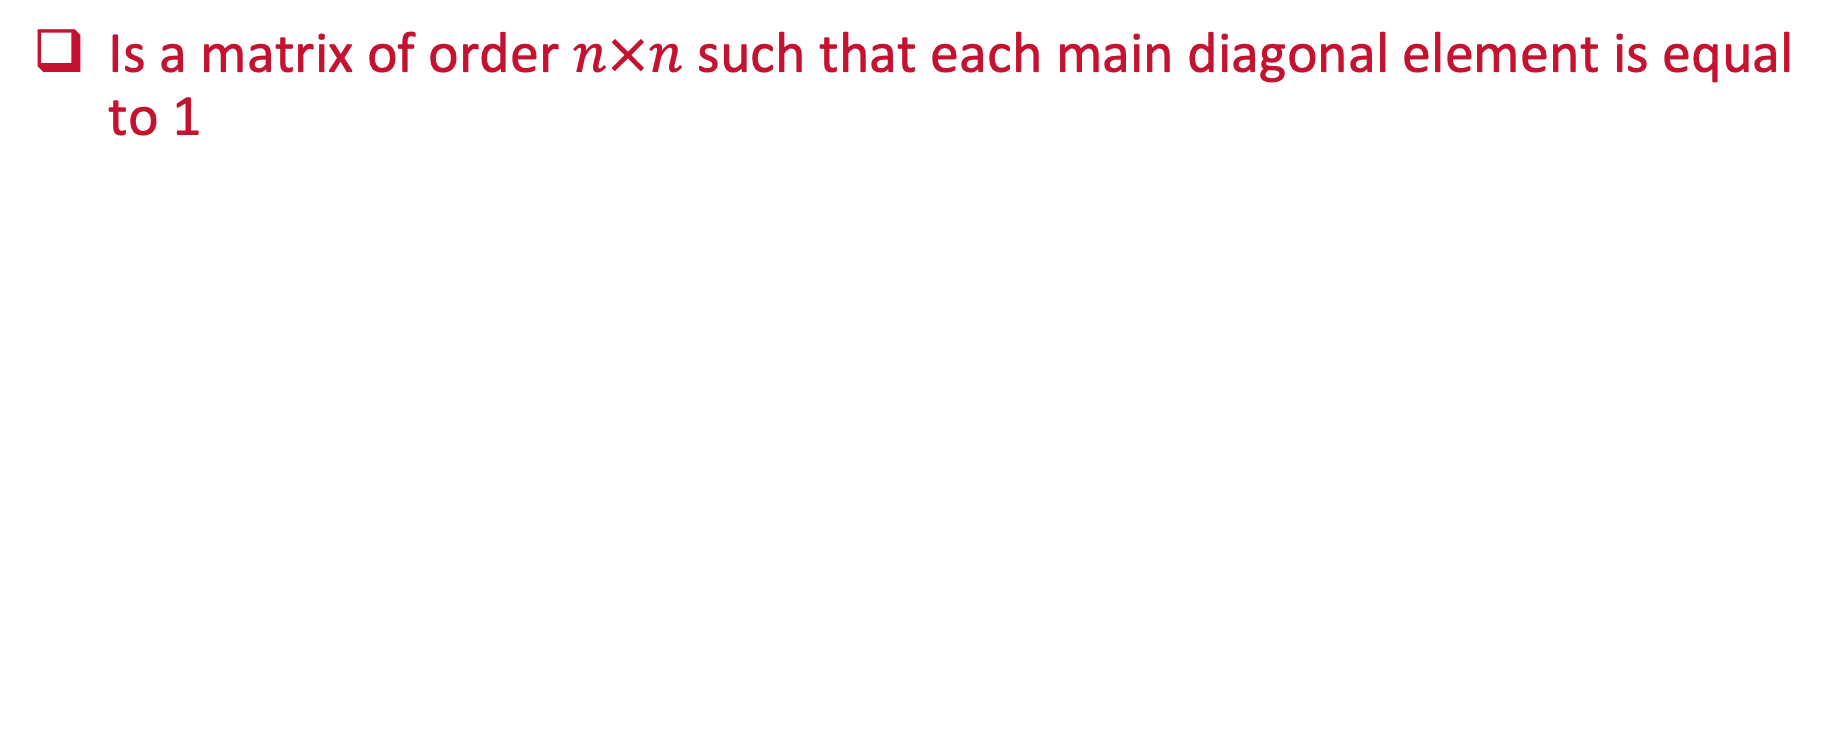 ❑ Is a matrix of order 𝑛×𝑛 such that each main diagonal element is equal
to 1